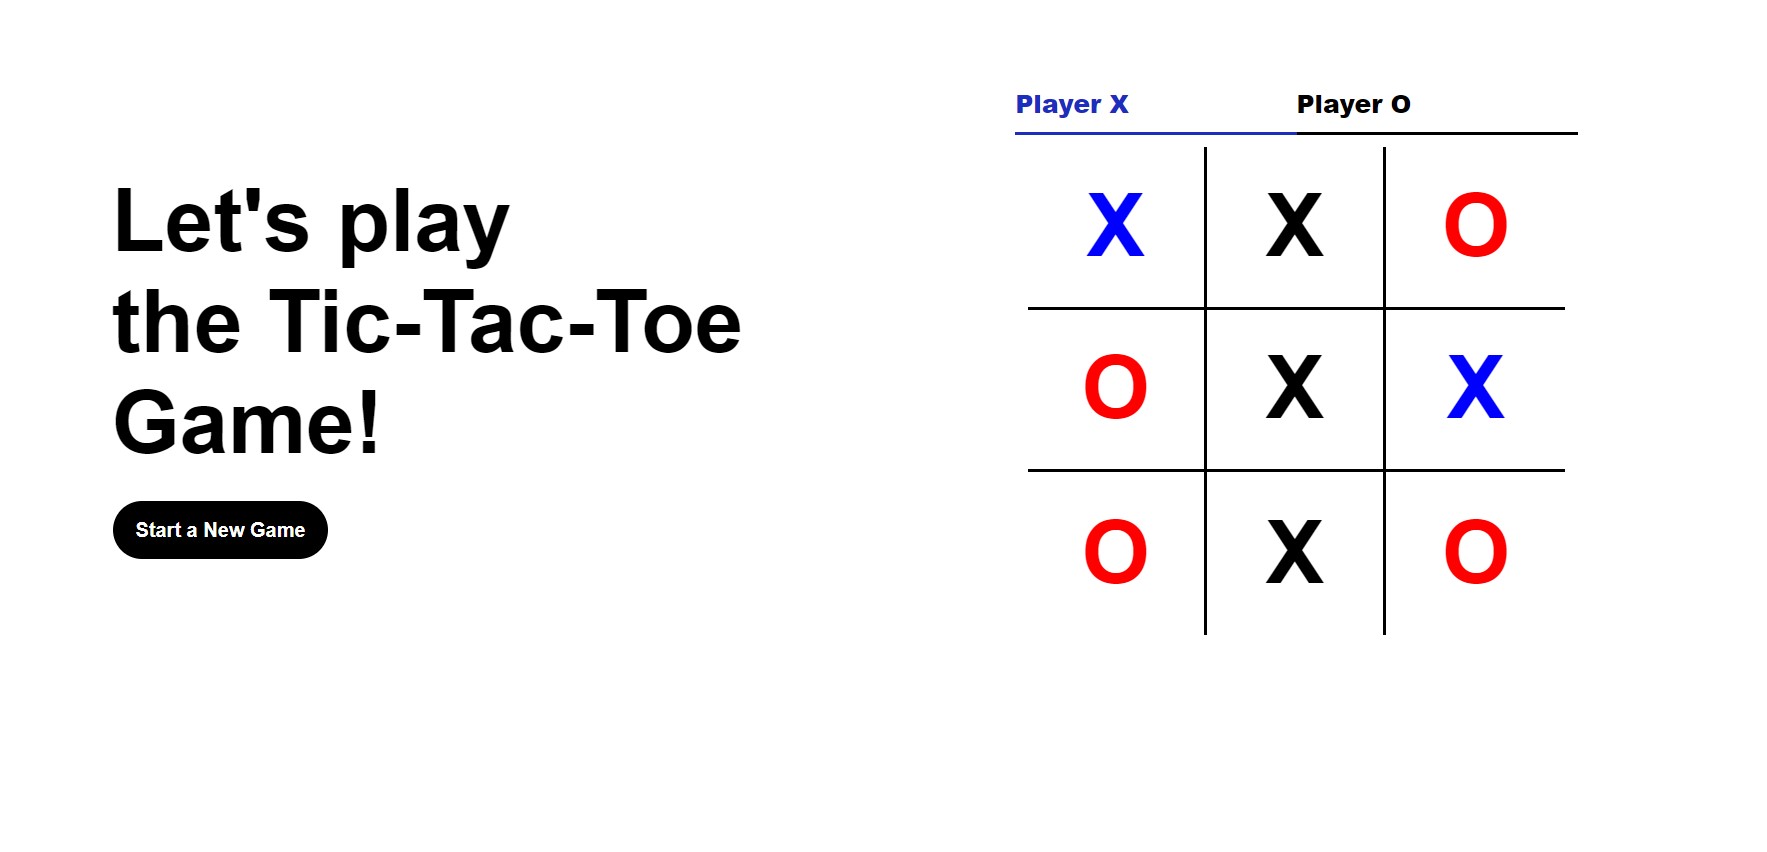 Let's play
the Tic-Tac-Toe
Game!
Start a New Game
Player X Player O
X X O
O X X
O X O